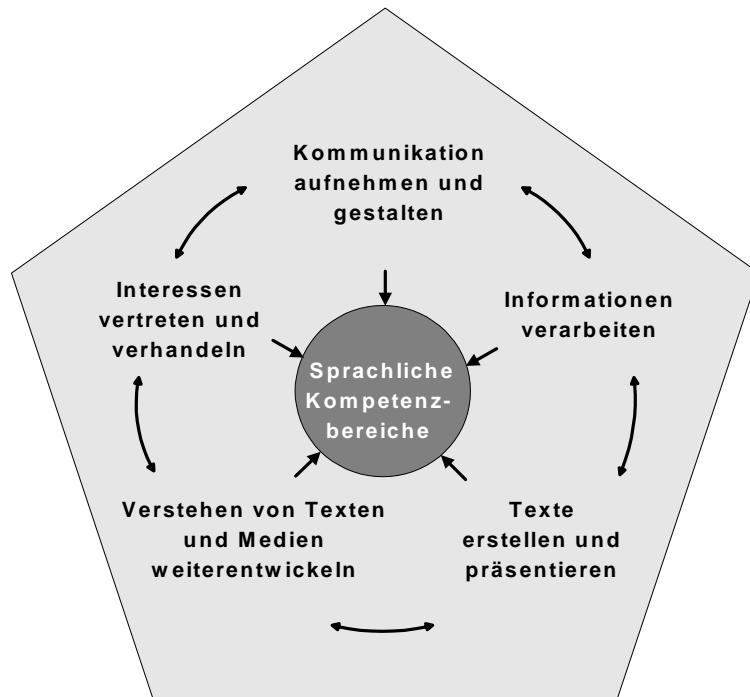 Kommunikation
aufnehmen und
gestalten
Interessen
vertreten und
verhandeln
Informationen
verarbeiten
Sprachliche
Kompetenz-
bereiche
Verstehen von Texten
und Medien
weiterentwickeln
Texte
erstellen und
präsentieren